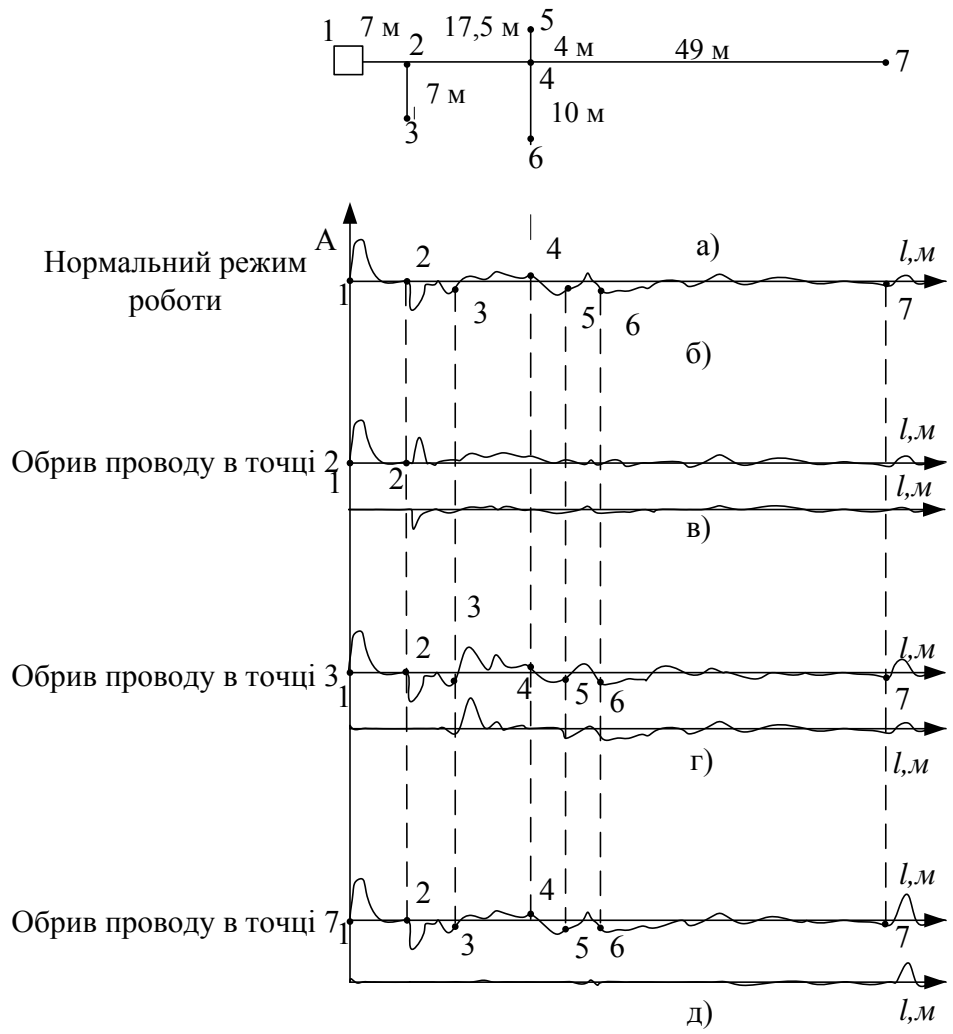 1 7 м 2 17,5 м 5
4 м 49 м 7
4
7 м 10 м
3
6
А 2 4 а) l,м
Нормальний режим
роботи
1 3 5 6 7
б)
l,м
Обрив проводу в точці 2
1 2 l,м
в)
3
2 l,м
Обрив проводу в точці 3
1 4 5 6 7
г) l,м
l,м
2 4
Обрив проводу в точці 7
1 3 5 6 7
д) l,м